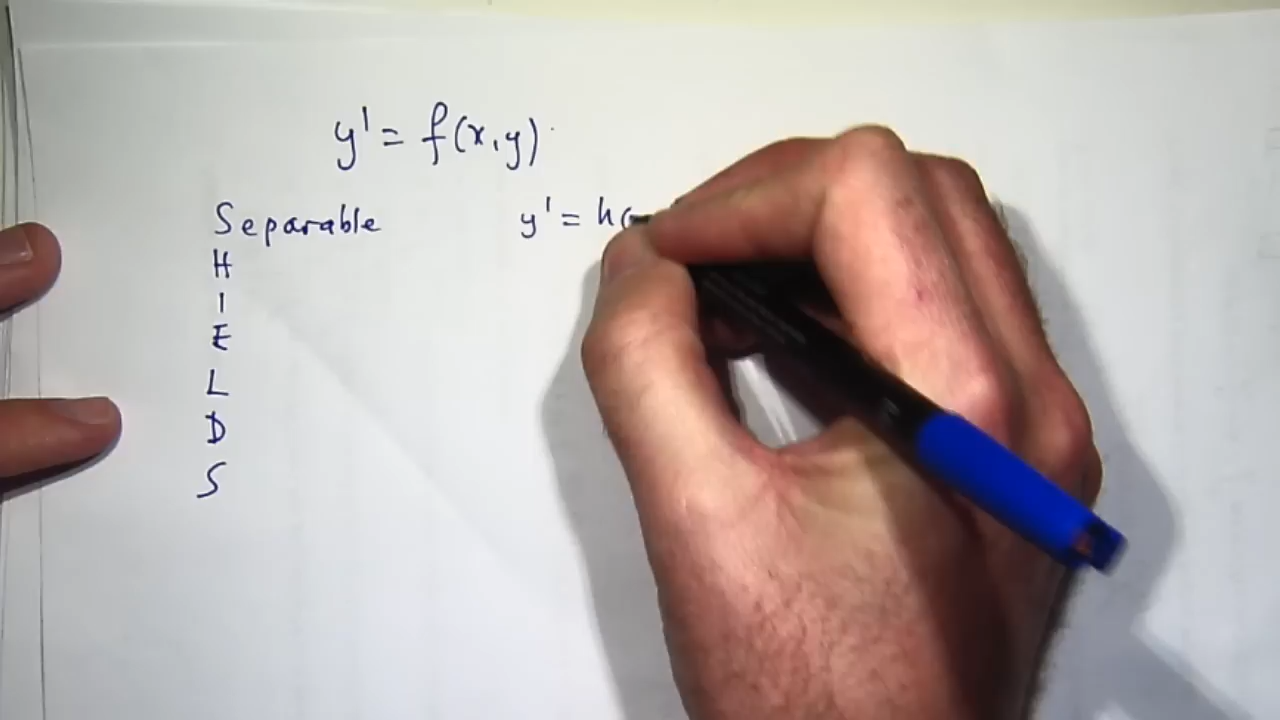 y' = f(x,y)
Separable y' = h(
H
I
E
L
D
S